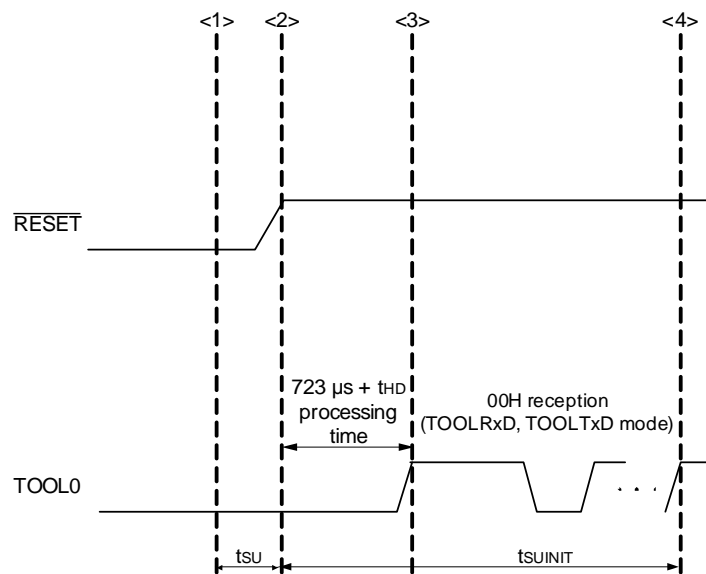 <1> <2> <3> <4>
RESET
723 µs + tHD
processing
time
00H reception
(TOOLRxD, TOOLTxD mode)
TOOL0
tSU
tSUINIT